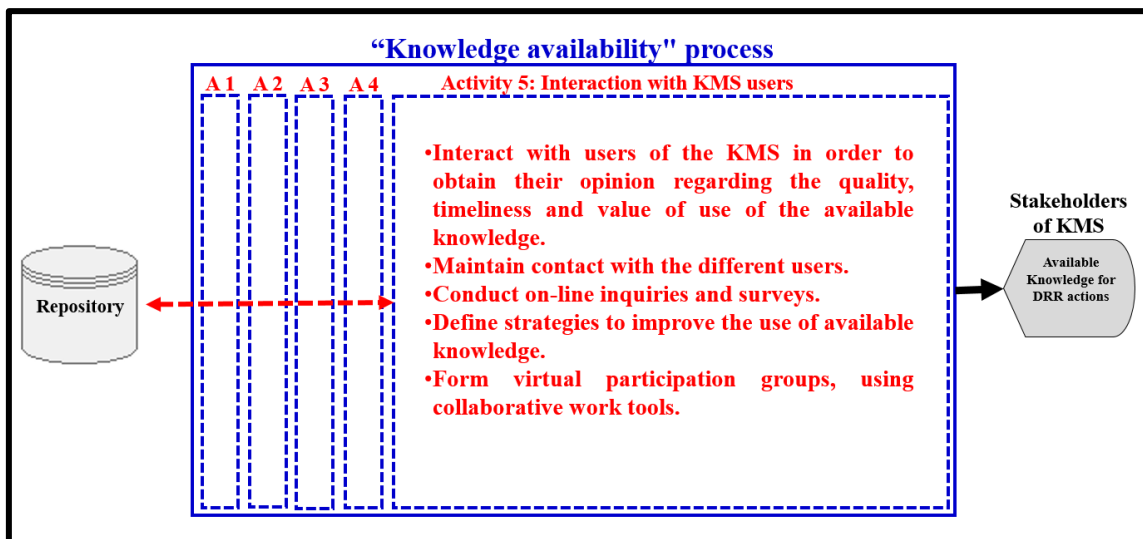 “Knowledge availability" process
A 1
A 2
A 3
A 4
Activity 5: Interaction with KMS users
•Interact with users of the KMS in order to
obtain their opinion regarding the quality,
timeliness and value of use of the available
knowledge.
•Maintain contact with the different users.
•Conduct on-line inquiries and surveys.
•Define strategies to improve the use of available
knowledge.
•Form virtual participation groups, using
collaborative work tools.
Repository
Stakeholders
of KMS
Available
Knowledge for
DRR actions